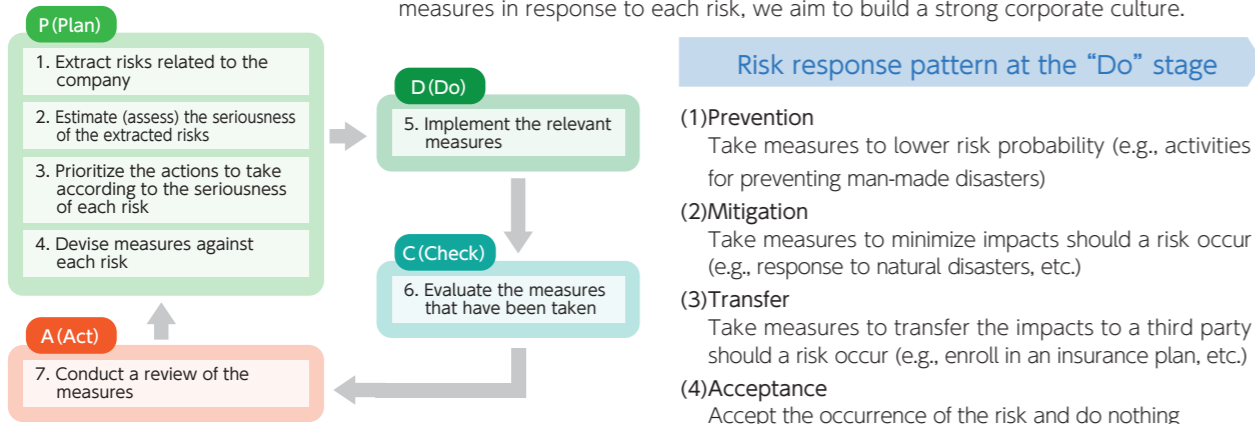 measures in response to each risk, we aim to build a strong corporate culture.
P (Plan)
1. Extract risks related to the
company
2. Estimate (assess) the seriousness
of the extracted risks
3. Prioritize the actions to take
according to the seriousness
of each risk
4. Devise measures against
each risk
D (Do)
5. Implement the relevant
measures
C (Check)
6. Evaluate the measures
that have been taken
A (Act)
7. Conduct a review of the
measures
Risk response pattern at the “Do” stage
(1)Prevention
Take measures to lower risk probability (e.g., activities
for preventing man-made disasters)
(2)Mitigation
Take measures to minimize impacts should a risk occur
(e.g., response to natural disasters, etc.)
(3)Transfer
Take measures to transfer the impacts to a third party
should a risk occur (e.g., enroll in an insurance plan, etc.)
(4)Acceptance
Accept the occurrence of the risk and do nothing